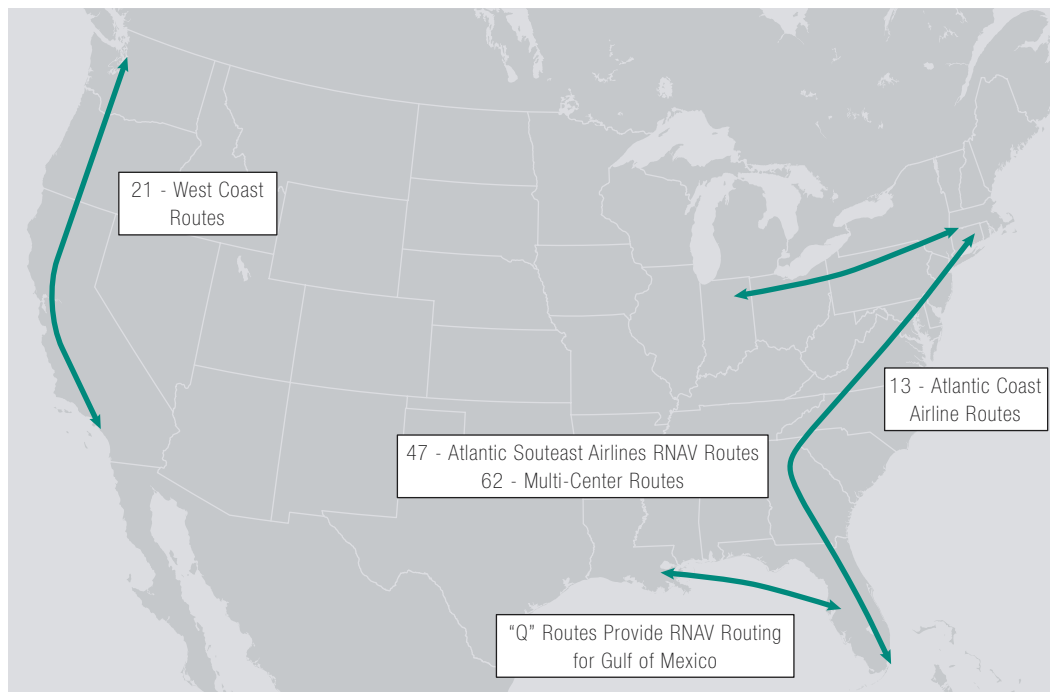 21 - West Coast
Routes
13 - Atlantic Coast
Airline Routes
47 - Atlantic Souteast Airlines RNAV Routes
62 - Multi-Center Routes
“Q” Routes Provide RNAV Routing
for Gulf of Mexico